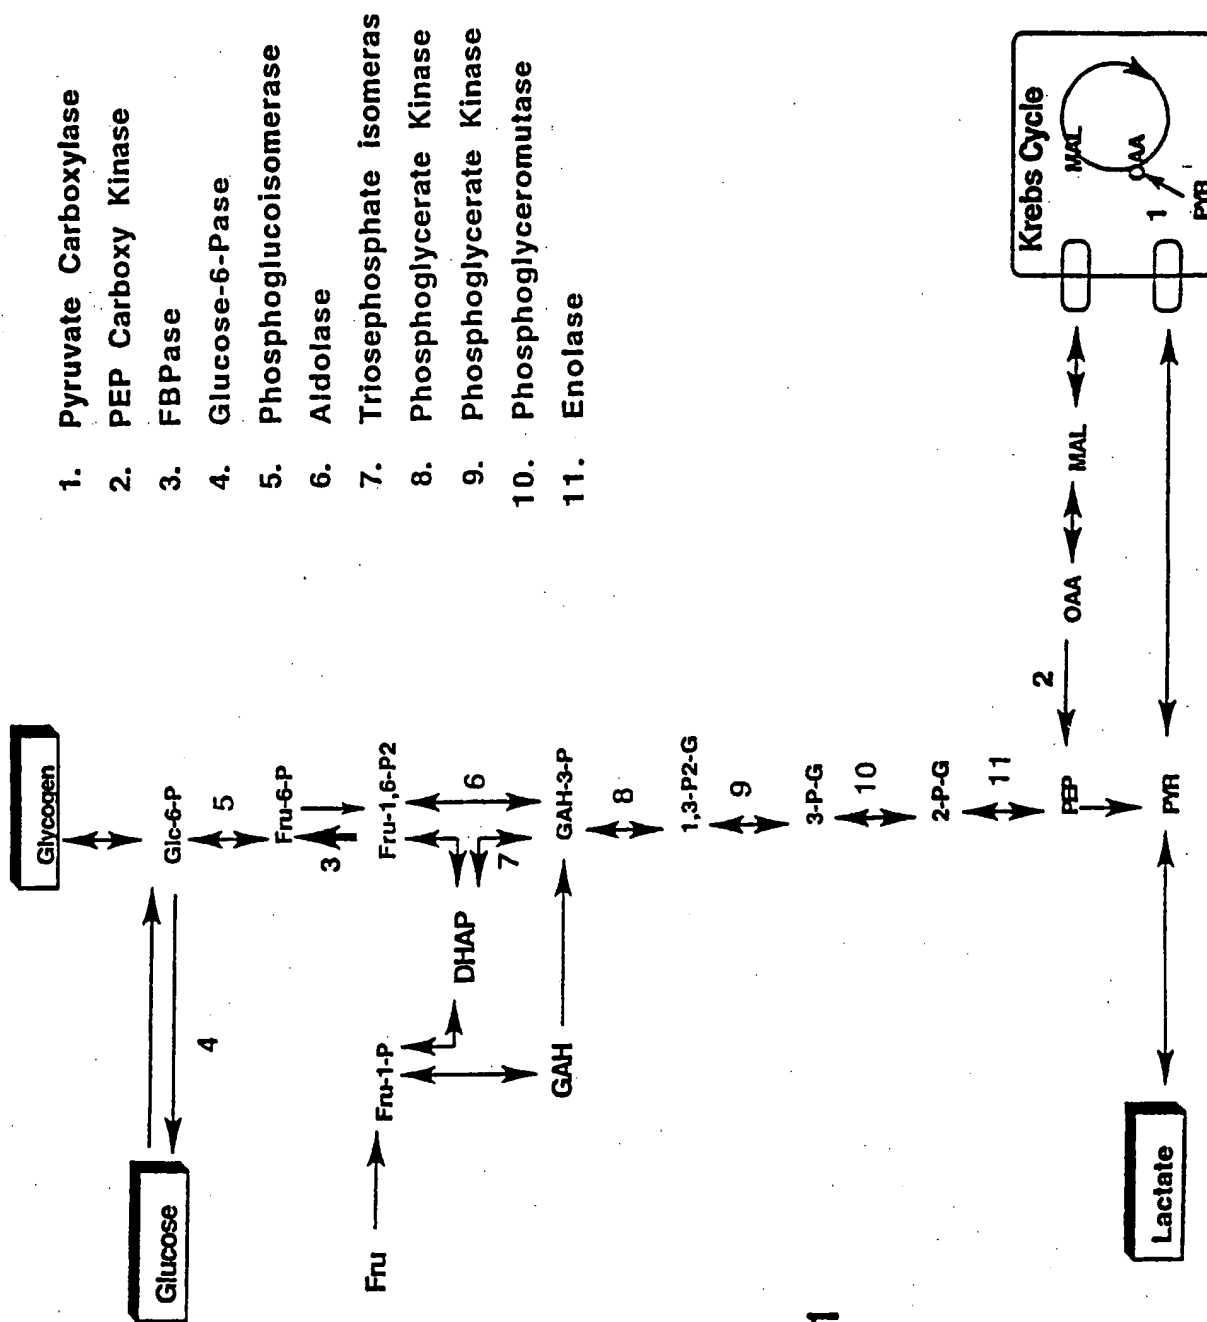 1. Pyruvate Carboxylase
2. PEP Carboxy Kinase
3. FBPase
4. Glucose-6-Pase
5. Phosphoglucoisomerase
6. Aldolase
7. Triosephosphate isomeras
8. Phosphoglycerate Kinase
9. Phosphoglycerate Kinase
10. Phosphoglyceromutase
11. Enolase
Glycogen
Glucose
Glc-6-P
4
5
Fru-6-P
3
Fru
Fru-1-P
Fru-1,6-P2
DHAP
6
7
GAH
GAH-3-P
8
1,3-P2-G
9
3-P-G
10
2-P-G
11
PEP
2
OAA
MAL
Lactate
PYR
Krebs Cycle
MAL
OAA
1
PYR
1